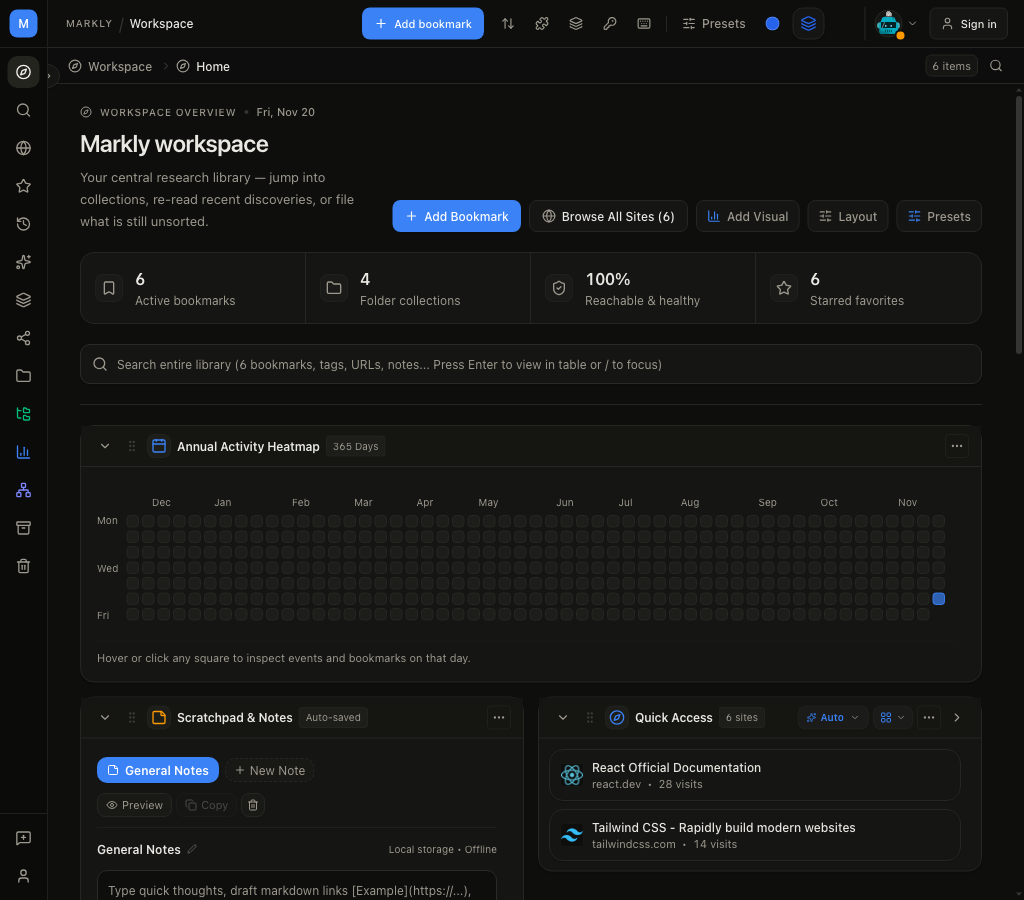 M
MARKLY / Workspace
Add bookmark
Presets
Sign in
Workspace
Home
6 items
WORKSPACE OVERVIEW • Fri, Nov 20
Markly workspace
Your central research library — jump into
collections, re-read recent discoveries, or file
what is still unsorted.
Add Bookmark
Browse All Sites (6)
Add Visual
Layout
Presets
6
Active bookmarks
4
Folder collections
100%
Reachable & healthy
6
Starred favorites
Search entire library (6 bookmarks, tags, URLs, notes... Press Enter to view in table or / to focus)
Annual Activity Heatmap
365 Days
Dec Jan Feb Mar Apr May Jun Jul Aug Sep Oct Nov
Mon
Wed
Fri
Hover or click any square to inspect events and bookmarks on that day.
Scratchpad & Notes
Auto-saved
General Notes
New Note
Preview
Copy
General Notes
Local storage • Offline
Type quick thoughts, draft markdown links [Example](https://...),
Quick Access
6 sites
Auto
React Official Documentation
react.dev • 28 visits
Tailwind CSS - Rapidly build modern websites
tailwindcss.com • 14 visits